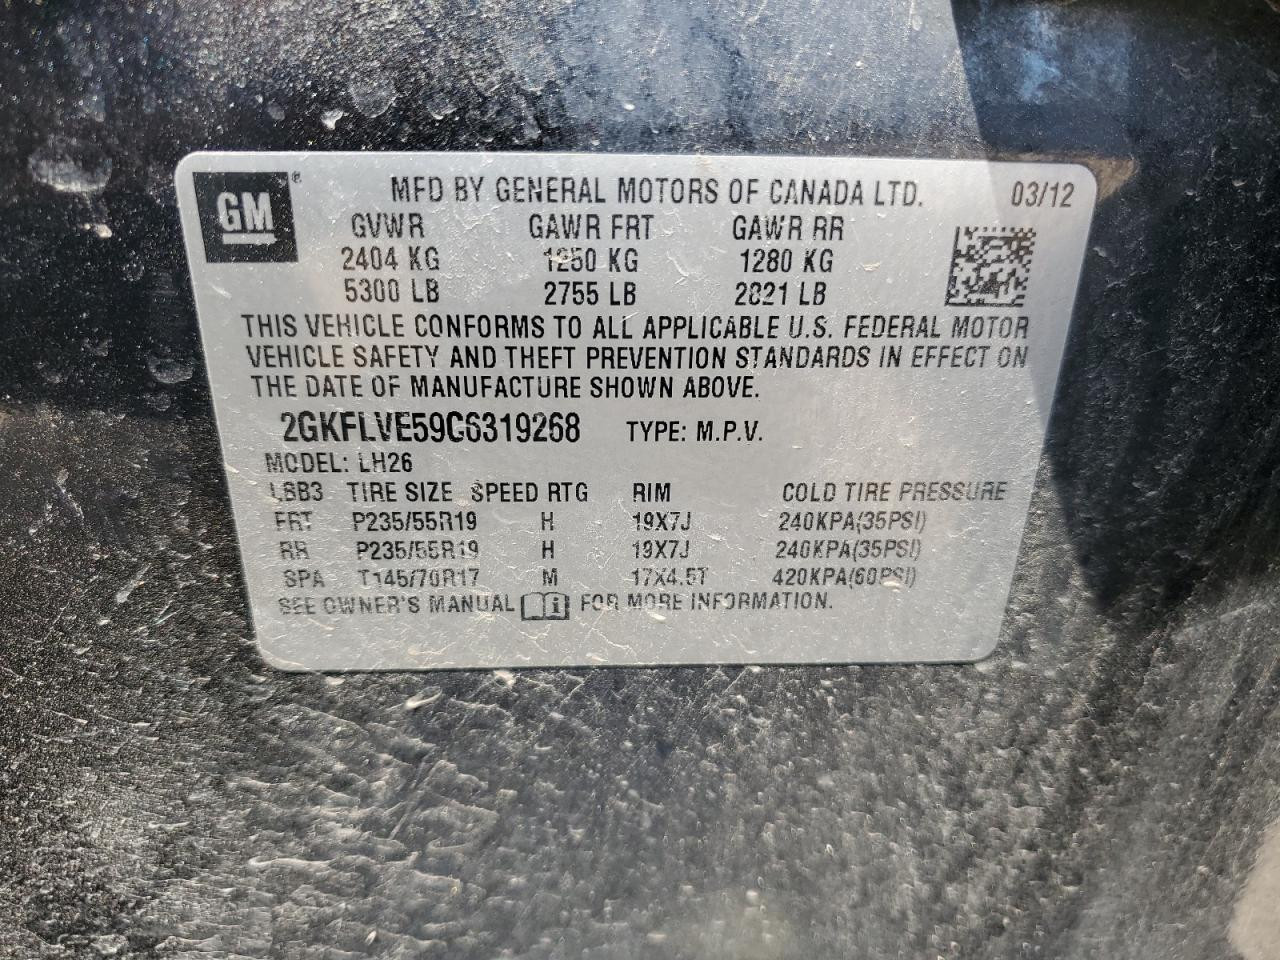 GM® MFD BY GENERAL MOTORS OF CANADA LTD. 03/12
GVWR GAWR FRT GAWR RR
2404 KG 1250 KG 1280 KG
5300 LB 2755 LB 2821 LB
THIS VEHICLE CONFORMS TO ALL APPLICABLE U.S. FEDERAL MOTOR
VEHICLE SAFETY AND THEFT PREVENTION STANDARDS IN EFFECT ON
THE DATE OF MANUFACTURE SHOWN ABOVE.
2GKFLVE59C6319268 TYPE: M.P.V.
MODEL: LH26
TIRE SIZE SPEED RTG RIM COLD TIRE PRESSURE
FRT P235/55R19 H 19X7J 240KPA(35PSI)
RR P235/55R19 H 19X7J 240KPA(35PSI)
SPA T145/70R17 M 17X4.5T 420KPA(60PSI)
SEE OWNER'S MANUAL FOR MORE INFORMATION.